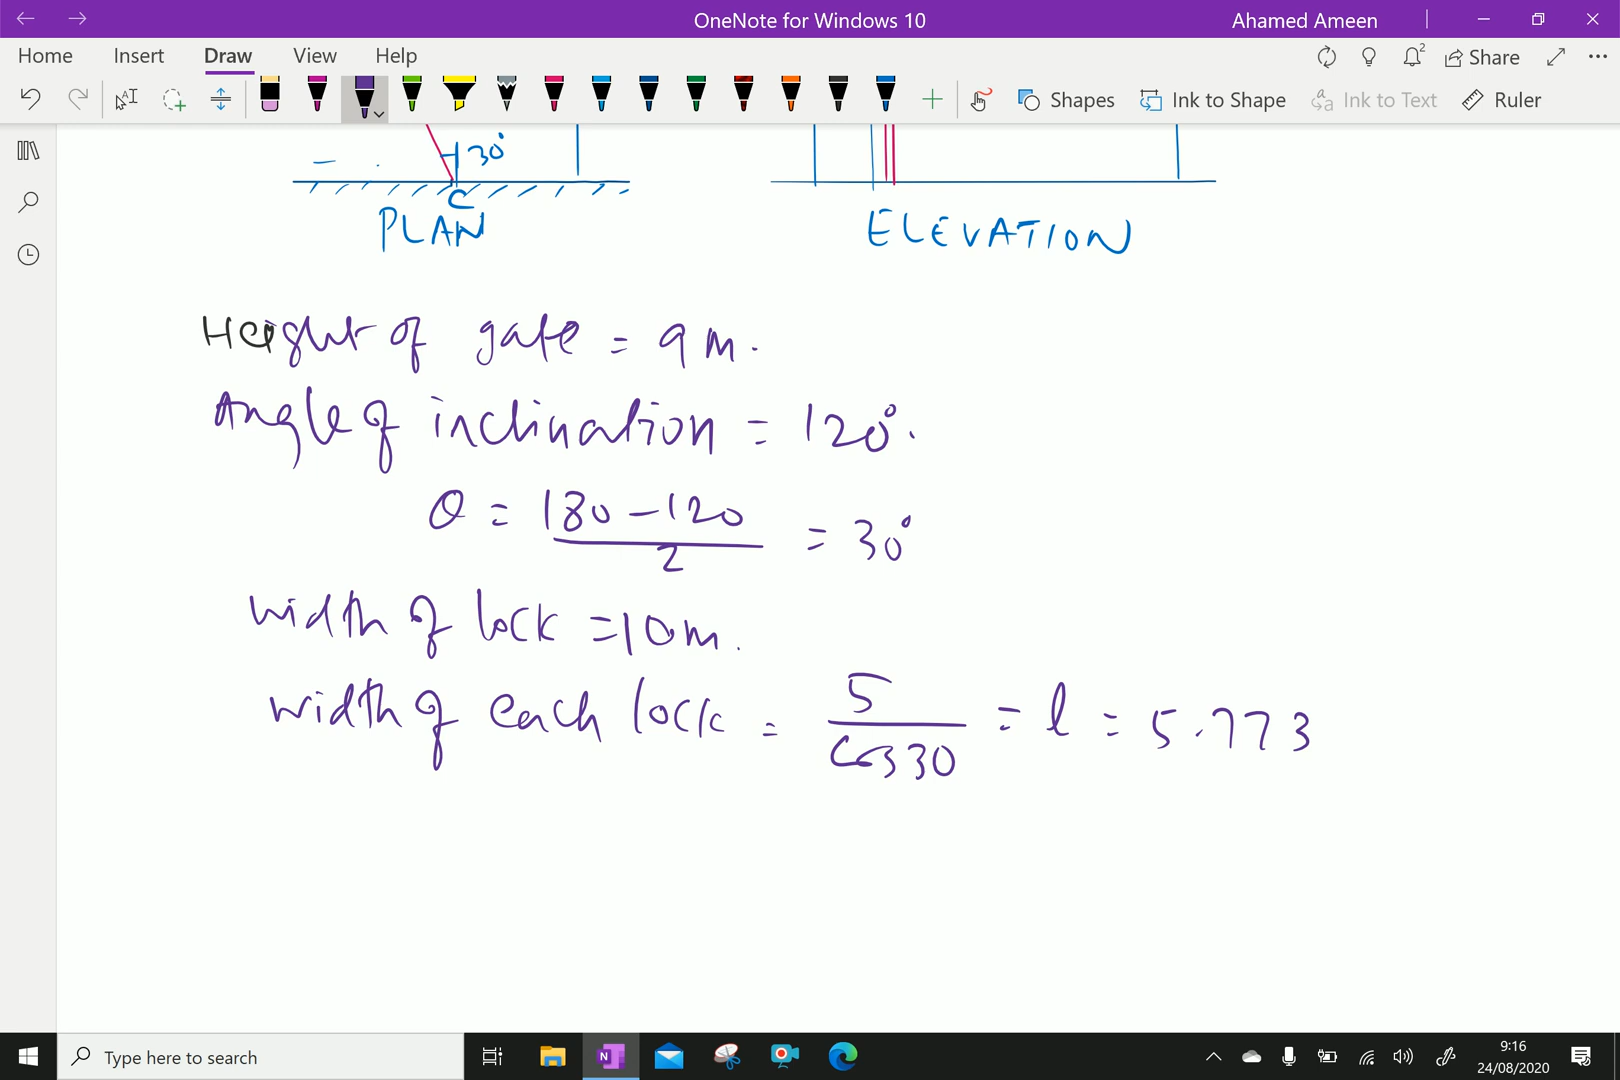 OneNote for Windows 10
Ahamed Ameen
Home Insert Draw View Help
2
Share
Shapes Ink to Shape Ink to Text Ruler
30°
C
PLAN
ELEVATION
Height of gate = 9m.
Angle of inclination = 120°.
θ = 180 - 120 = 30°
2
width of lock = 10m.
width of each lock = 5 = l = 5.773
Cos 30
Type here to search
9:16
24/08/2020